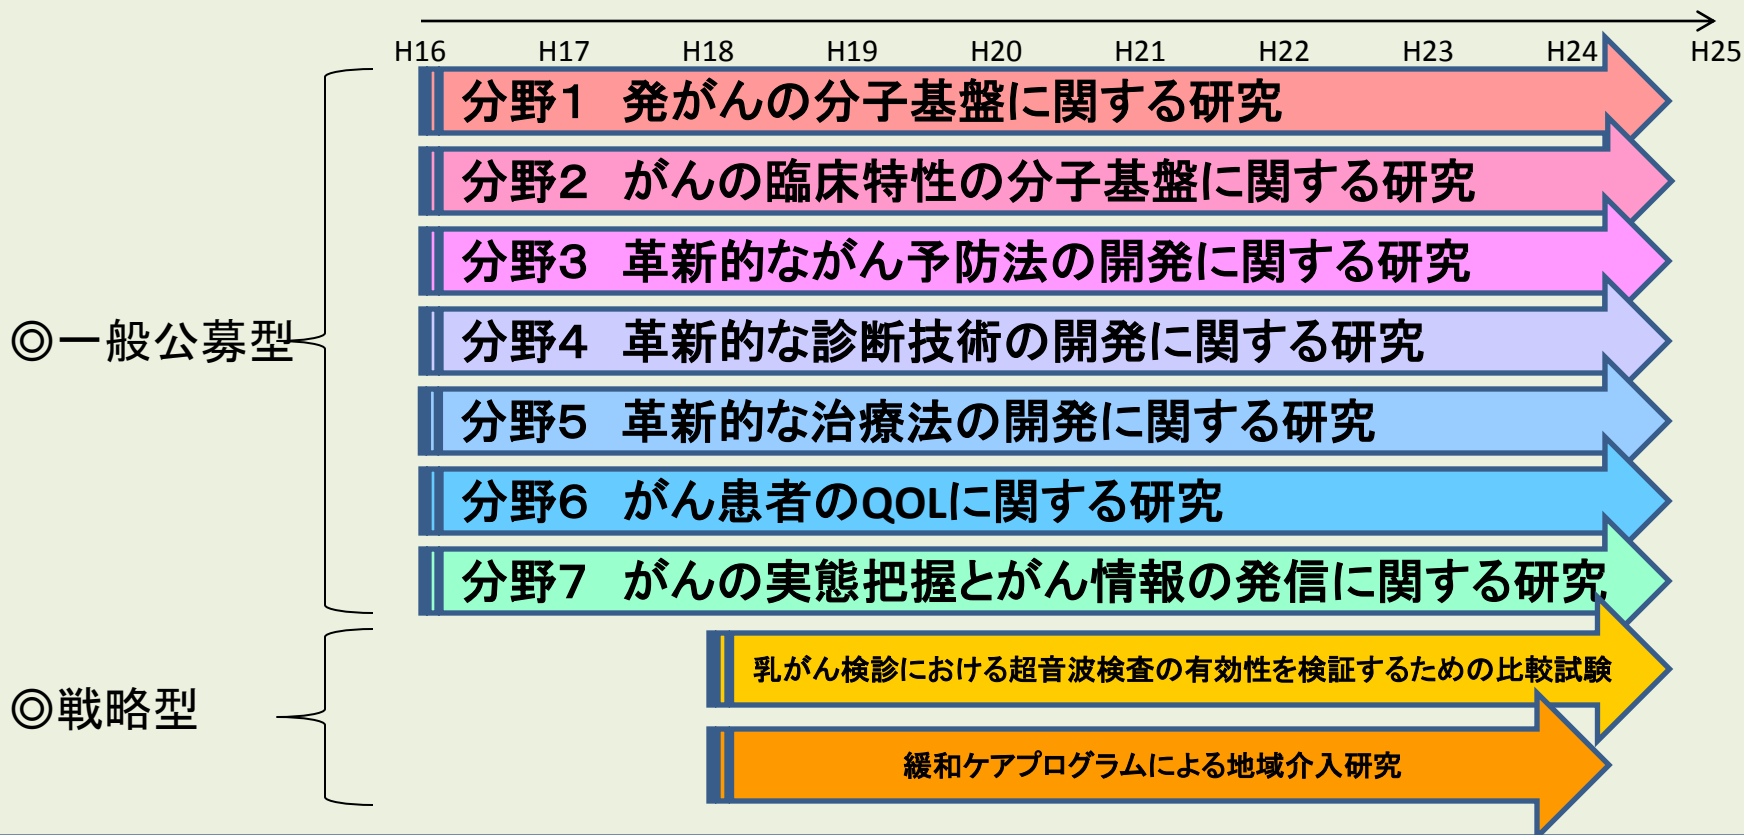 H16 H17 H18 H19 H20 H21 H22 H23 H24 H25
◎一般公募型
分野1 発がんの分子基盤に関する研究
分野2 がんの臨床特性の分子基盤に関する研究
分野3 革新的ながん予防法の開発に関する研究
分野4 革新的な診断技術の開発に関する研究
分野5 革新的な治療法の開発に関する研究
分野6 がん患者のQOLに関する研究
分野7 がんの実態把握とがん情報の発信に関する研究
◎戦略型
乳がん検診における超音波検査の有効性を検証するための比較試験
緩和ケアプログラムによる地域介入研究